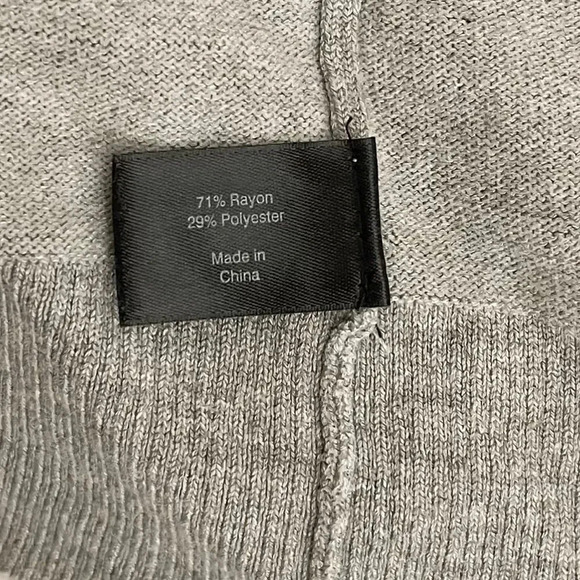 71% Rayon
29% Polyester
Made in
China